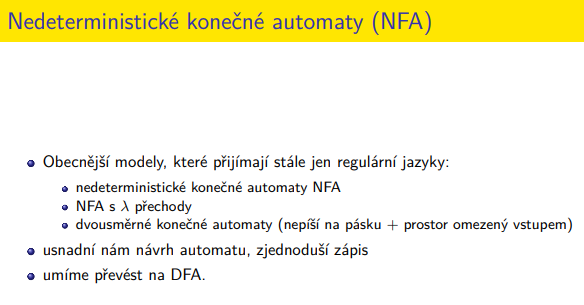 Nedeterministické konečné automaty (NFA)
Obecnější modely, které přijímají stále jen regulární jazyky:
nedeterministické konečné automaty NFA
NFA s λ přechody
dvousměrné konečné automaty (nepíší na pásku + prostor omezený vstupem)
usnadní nám návrh automatu, zjednoduší zápis
umíme převést na DFA.